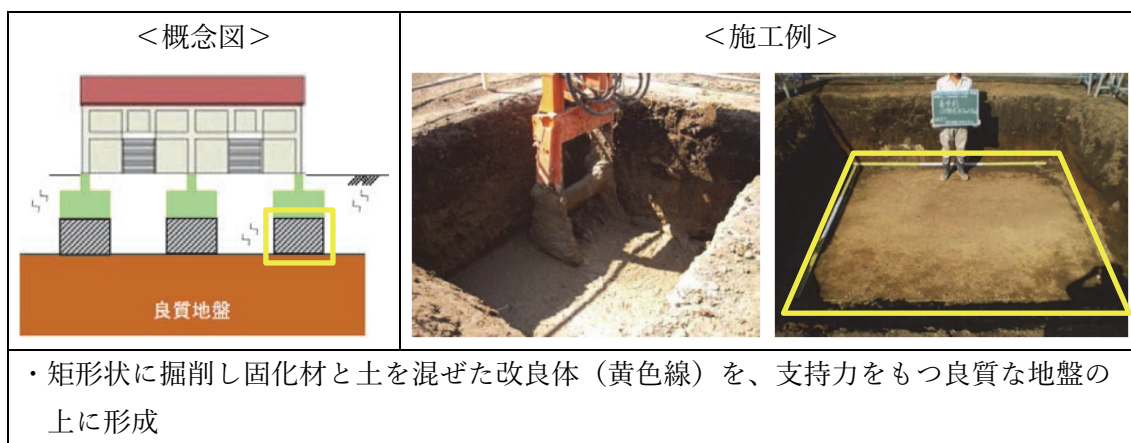 ＜概念図＞
＜施工例＞
良質地盤
・矩形状に掘削し固化材と土を混ぜた改良体（黄色線）を、支持力をもつ良質な地盤の
上に形成